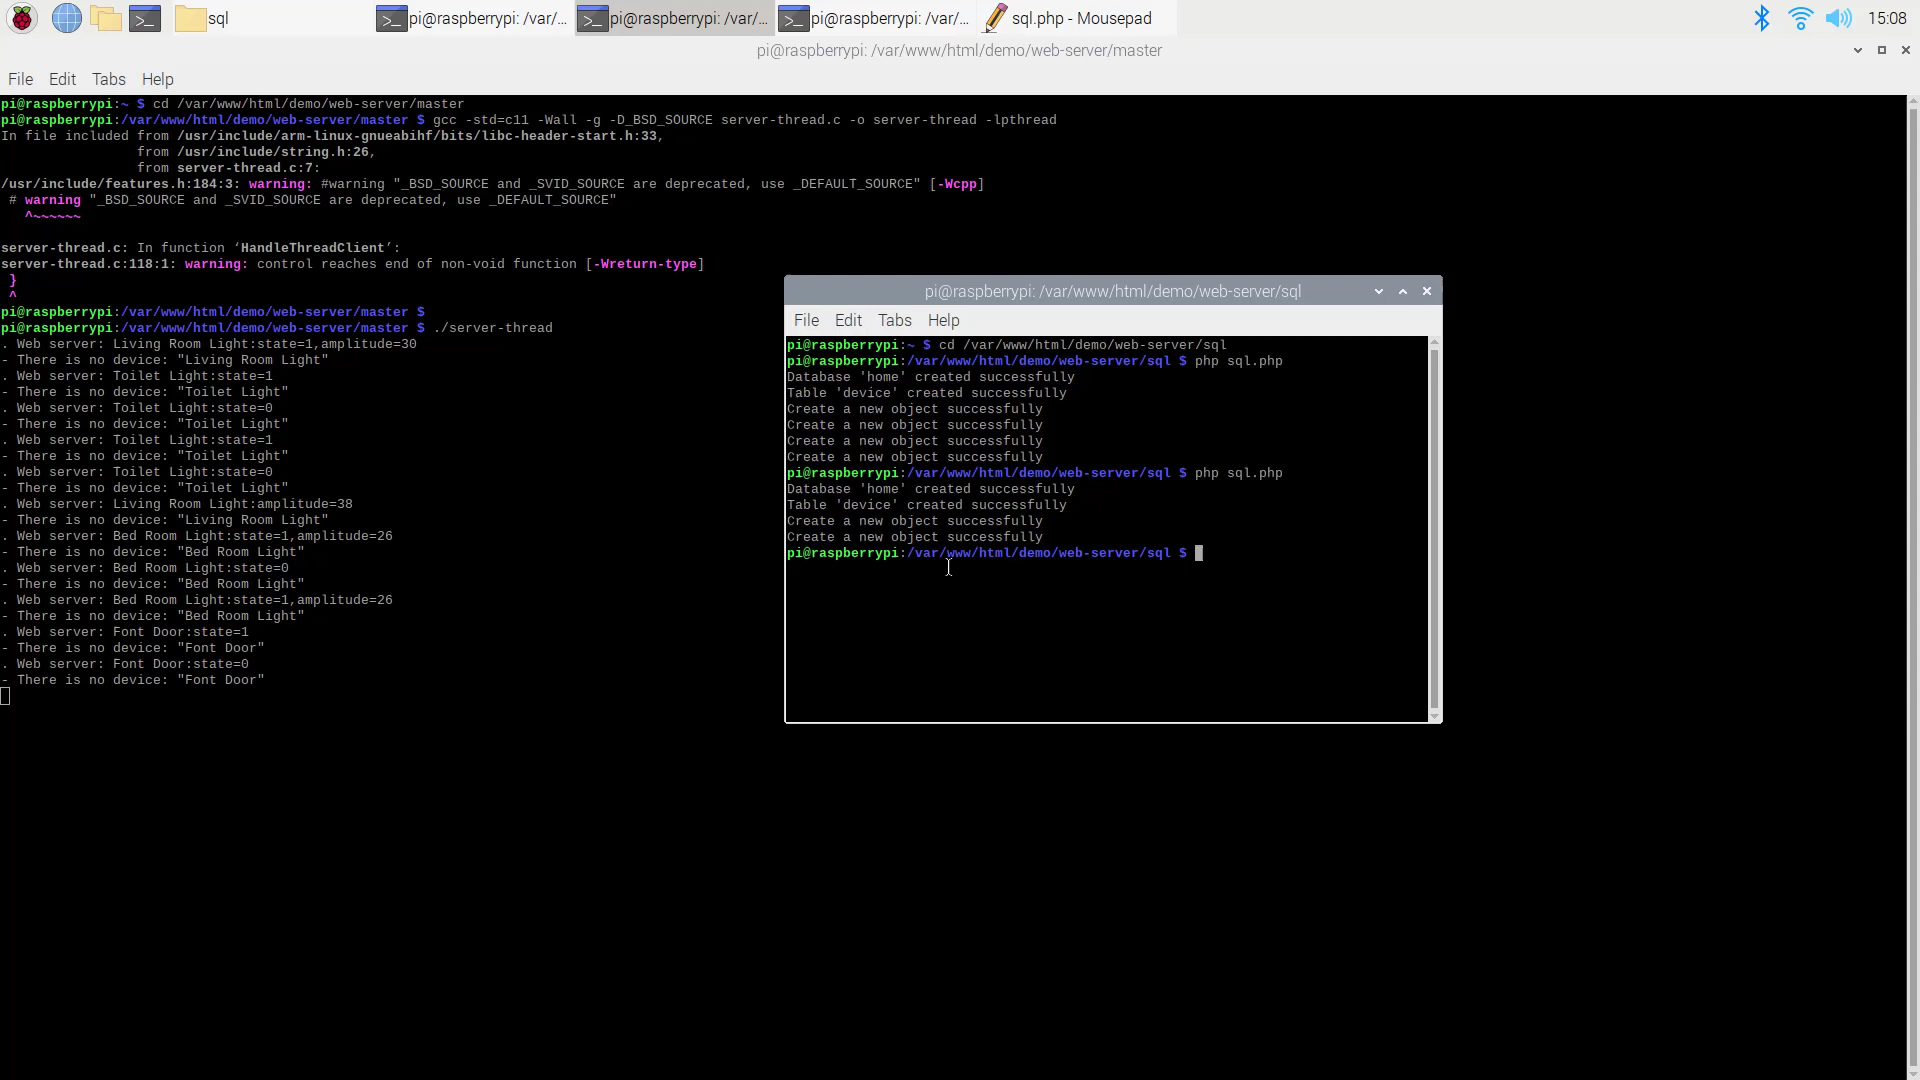 sql
pi@raspberrypi: /var/...
pi@raspberrypi: /var/...
pi@raspberrypi: /var/...
sql.php - Mousepad
15:08
pi@raspberrypi: /var/www/html/demo/web-server/master
File Edit Tabs Help
pi@raspberrypi:~ $ cd /var/www/html/demo/web-server/master
pi@raspberrypi:/var/www/html/demo/web-server/master $ gcc -std=c11 -Wall -g -D_BSD_SOURCE server-thread.c -o server-thread -lpthread
In file included from /usr/include/arm-linux-gnueabihf/bits/libc-header-start.h:33,
from /usr/include/string.h:26,
from server-thread.c:7:
/usr/include/features.h:184:3: warning: #warning "_BSD_SOURCE and _SVID_SOURCE are deprecated, use _DEFAULT_SOURCE" [-Wcpp]
# warning "_BSD_SOURCE and _SVID_SOURCE are deprecated, use _DEFAULT_SOURCE"
^~~~~~~
server-thread.c: In function ‘HandleThreadClient’:
server-thread.c:118:1: warning: control reaches end of non-void function [-Wreturn-type]
}
^
pi@raspberrypi:/var/www/html/demo/web-server/master $
pi@raspberrypi:/var/www/html/demo/web-server/master $ ./server-thread
. Web server: Living Room Light:state=1,amplitude=30
- There is no device: "Living Room Light"
. Web server: Toilet Light:state=1
- There is no device: "Toilet Light"
. Web server: Toilet Light:state=0
- There is no device: "Toilet Light"
. Web server: Toilet Light:state=1
- There is no device: "Toilet Light"
. Web server: Toilet Light:state=0
- There is no device: "Toilet Light"
. Web server: Living Room Light:amplitude=38
- There is no device: "Living Room Light"
. Web server: Bed Room Light:state=1,amplitude=26
- There is no device: "Bed Room Light"
. Web server: Bed Room Light:state=0
- There is no device: "Bed Room Light"
. Web server: Bed Room Light:state=1,amplitude=26
- There is no device: "Bed Room Light"
. Web server: Font Door:state=1
- There is no device: "Font Door"
. Web server: Font Door:state=0
- There is no device: "Font Door"
pi@raspberrypi: /var/www/html/demo/web-server/sql
File Edit Tabs Help
pi@raspberrypi:~ $ cd /var/www/html/demo/web-server/sql
pi@raspberrypi:/var/www/html/demo/web-server/sql $ php sql.php
Database 'home' created successfully
Table 'device' created successfully
Create a new object successfully
Create a new object successfully
Create a new object successfully
Create a new object successfully
pi@raspberrypi:/var/www/html/demo/web-server/sql $ php sql.php
Database 'home' created successfully
Table 'device' created successfully
Create a new object successfully
Create a new object successfully
pi@raspberrypi:/var/www/html/demo/web-server/sql $